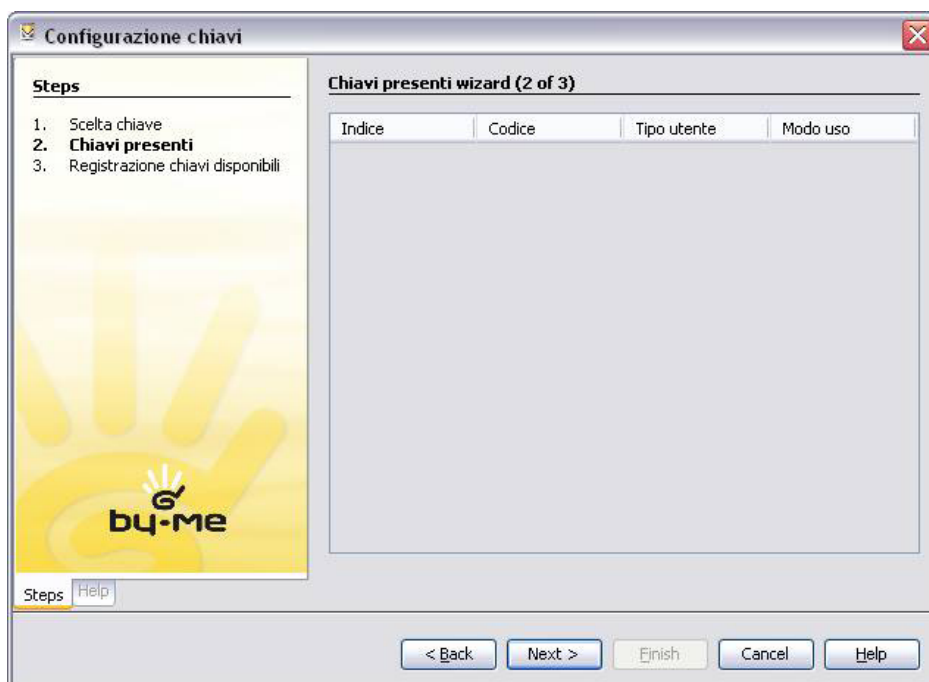 Configurazione chiavi
Steps
1. Scelta chiave
2. Chiavi presenti
3. Registrazione chiavi disponibili
by-me
Steps Help
Chiavi presenti wizard (2 of 3)
Indice Codice Tipo utente Modo uso
< Back Next > Finish Cancel Help